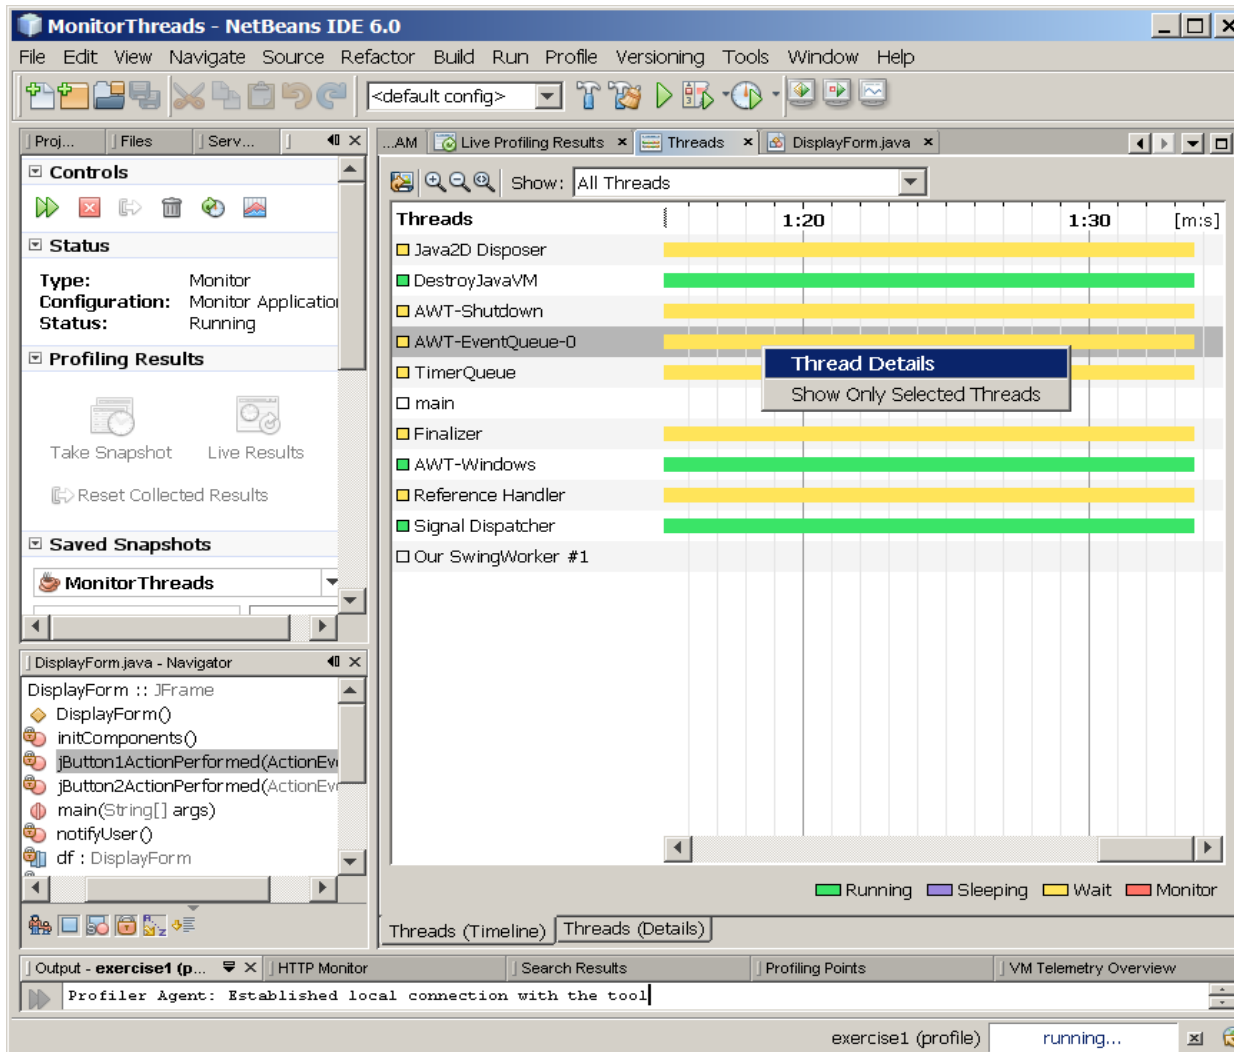 MonitorThreads - NetBeans IDE 6.0
File Edit View Navigate Source Refactor Build Run Profile Versioning Tools Window Help
<default config>
Proj... Files Serv...
...AM Live Profiling Results Threads DisplayForm.java
Controls
Show: All Threads
Status
Type: Monitor
Configuration: Monitor Application
Status: Running
Profiling Results
Take Snapshot Live Results
Reset Collected Results
Saved Snapshots
MonitorThreads
Threads 1:20 1:30 [m:s]
Java2D Disposer
DestroyJavaVM
AWT-Shutdown
AWT-EventQueue-0
TimerQueue
main
Finalizer
AWT-Windows
Reference Handler
Signal Dispatcher
Our SwingWorker #1
Thread Details
Show Only Selected Threads
DisplayForm.java - Navigator
DisplayForm :: JFrame
DisplayForm()
initComponents()
jButton1ActionPerformed(ActionEv
jButton2ActionPerformed(ActionEv
main(String[] args)
notifyUser()
df : DisplayForm
Running Sleeping Wait Monitor
Threads (Timeline) Threads (Details)
Output - exercise1 (p... HTTP Monitor Search Results Profiling Points VM Telemetry Overview
Profiler Agent: Established local connection with the tool
exercise1 (profile) running...